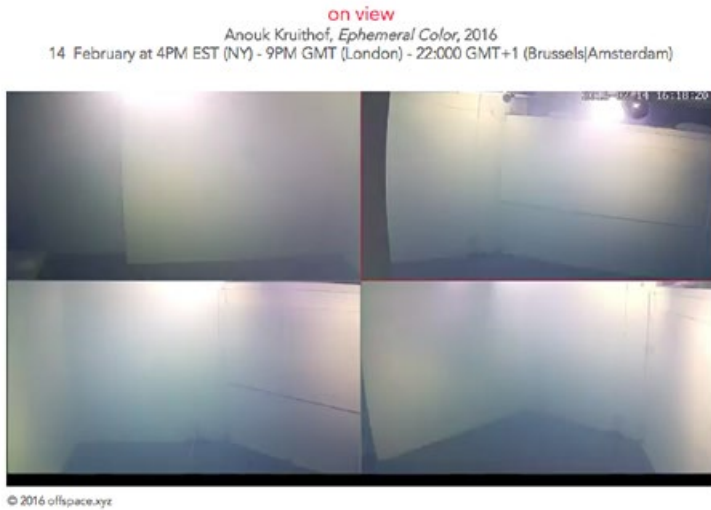 on view
Anouk Kruithof, Ephemeral Color, 2016
14 February at 4PM EST (NY) - 9PM GMT (London) - 22:000 GMT+1 (Brussels|Amsterdam)
14 16:18:20
© 2016 offspace.xyz